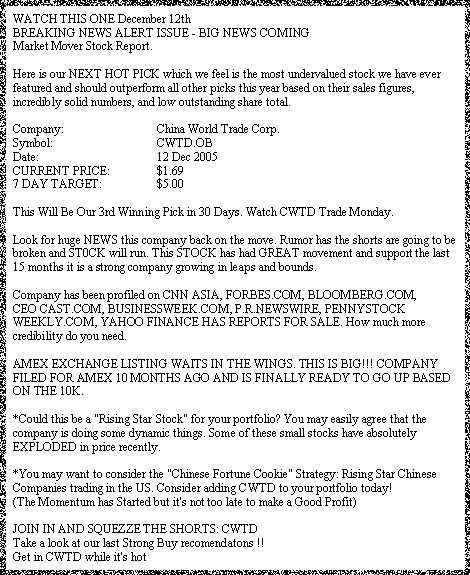 WATCH THIS ONE December 12th
BREAKING NEWS ALERT ISSUE - BIG NEWS COMING
Market Mover Stock Report.
Here is our NEXT HOT PICK which we feel is the most undervalued stock we have ever
featured and should outperform all other picks this year based on their sales figures,
incredibly solid numbers, and low outstanding share total.
Company: China World Trade Corp.
Symbol: CWTD.OB
Date: 12 Dec 2005
CURRENT PRICE: $1.69
7 DAY TARGET: $5.00
This Will Be Our 3rd Winning Pick in 30 Days. Watch CWTD Trade Monday.
Look for huge NEWS this company back on the move. Rumor has the shorts are going to be
broken and ST0CK will run. This STOCK has had GREAT movement and support the last
15 months it is a strong company growing in leaps and bounds.
Company has been profiled on CNN ASIA, FORBES.COM, BLOOMBERG.COM,
CEO CAST.COM, BUSINESSWEEK.COM, P.R.NEWSWIRE, PENNYSTOCK
WEEKLY.COM, YAHOO FINANCE HAS REPORTS FOR SALE. How much more
credibility do you need.
AMEX EXCHANGE LISTING WAITS IN THE WINGS. THIS IS BIG!!! COMPANY
FILED FOR AMEX 10 MONTHS AGO AND IS FINALLY READY TO GO UP BASED
ON THE 10K.
*Could this be a "Rising Star Stock" for your portfolio? You may easily agree that the
company is doing some dynamic things. Some of these small stocks have absolutely
EXPLODED in price recently.
*You may want to consider the "Chinese Fortune Cookie" Strategy: Rising Star Chinese
Companies trading in the US. Consider adding CWTD to your portfolio today!
(The Momentum has Started but it's not too late to make a Good Profit)
JOIN IN AND SQUEZZE THE SHORTS: CWTD
Take a look at our last Strong Buy recomendatons !!
Get in CWTD while it's hot